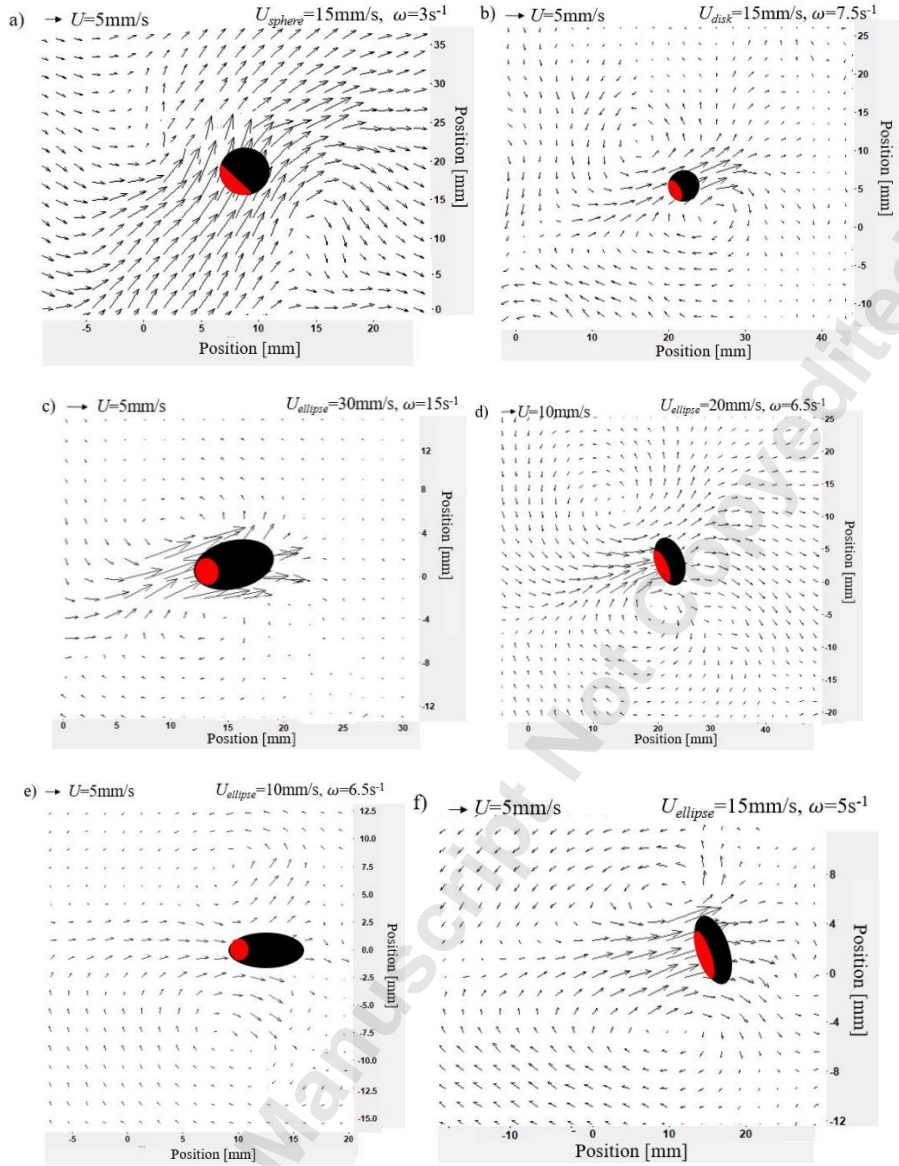 a) U=5mm/s U_sphere=15mm/s ω=3s⁻¹
35
30
25
20
15
10
5
0
Position [mm]
-5 0 5 10 15 20
Position [mm]
b) U=5mm/s U_disk=15mm/s, ω=7.5s⁻¹
25
20
15
10
5
0
-5
-10
Position [mm]
0 10 20 30 40
Position [mm]
c) U=5mm/s U_ellipse=30mm/s, ω=15s⁻¹
12
8
4
0
-4
-8
-12
Position [mm]
0 5 10 15 20 25 30
Position [mm]
d) U=10mm/s U_ellipse=20mm/s, ω=6.5s⁻¹
25
20
15
10
5
0
-5
-10
-15
-20
Position [mm]
0 10 20 30 40
Position [mm]
e) U=5mm/s U_ellipse=10mm/s, ω=6.5s⁻¹
12.5
10.0
7.5
5.0
2.5
0.0
-2.5
-5.0
-7.5
-10.0
-12.5
-15.0
Position [mm]
-5 0 5 10 15 20
Position [mm]
f) U=5mm/s U_ellipse=15mm/s, ω=5s⁻¹
8
4
0
-4
-8
-12
Position [mm]
-10 0 10 20
Position [mm]
Manuscript Not Copyedited